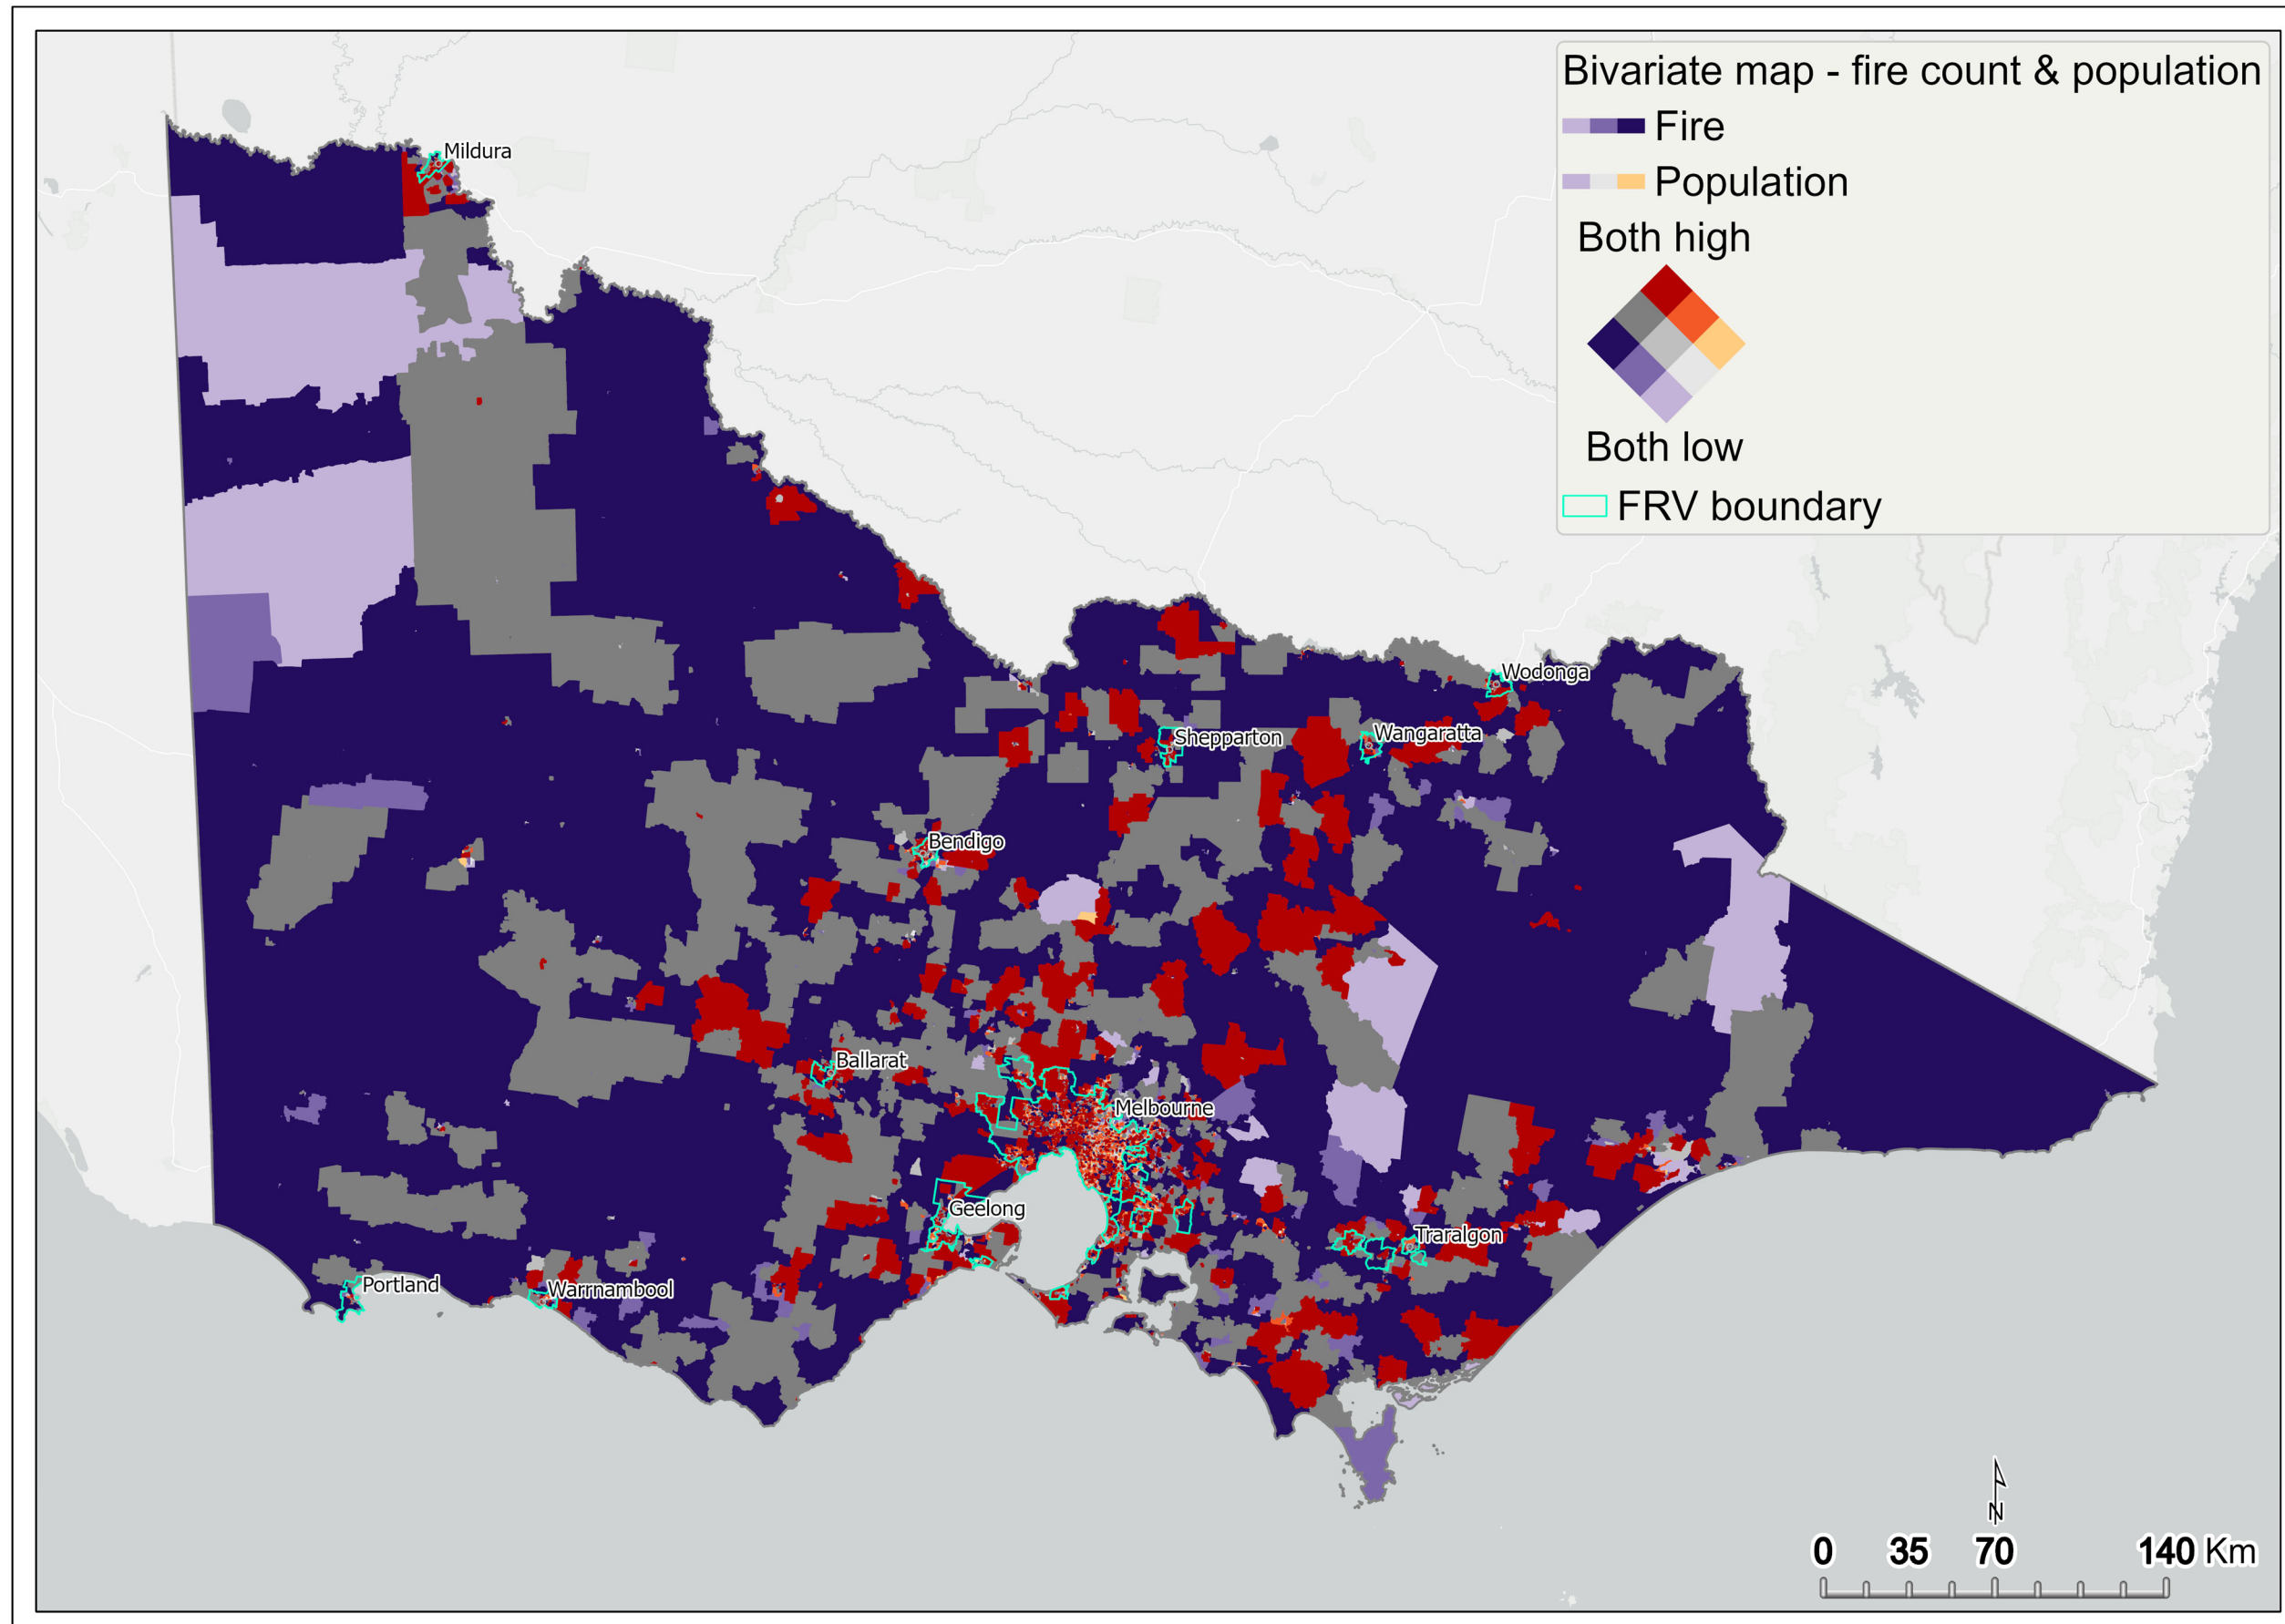 Bivariate map - fire count & population
Fire
Population
Both high
Both low
FRV boundary
Mildura
Wodonga
Wangaratta
Shepparton
Bendigo
Ballarat
Melbourne
Geelong
Traralgon
Portland
Warrnambool
N
0 35 70 140 Km